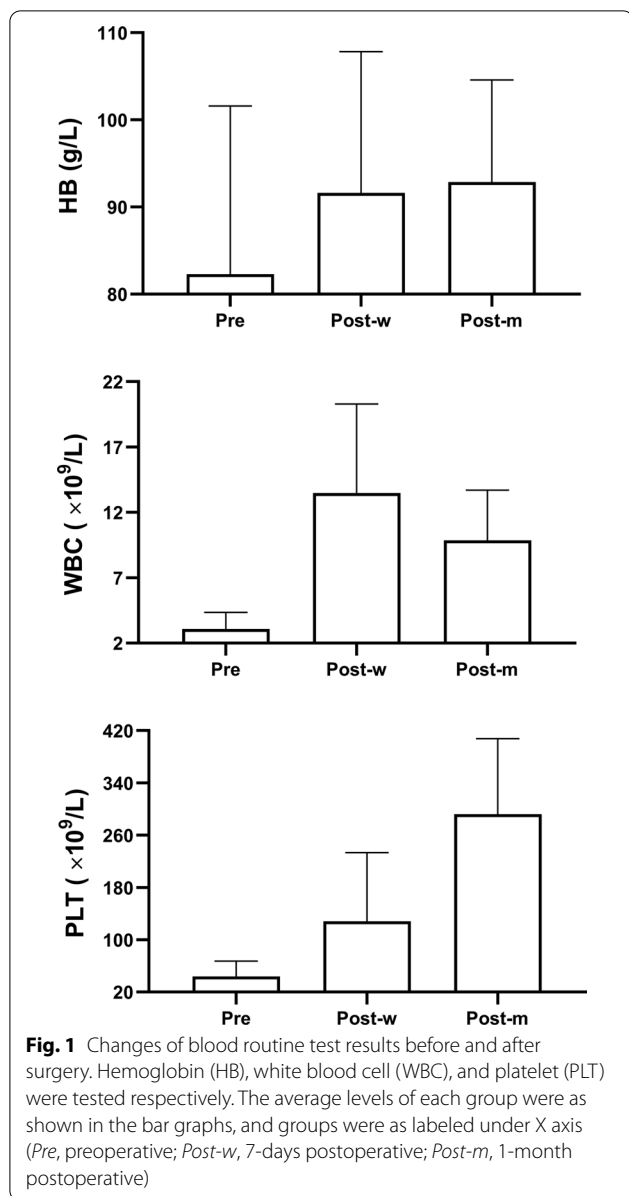 110
100
90
80
HB (g/L)
Pre Post-w Post-m
22
17
12
7
2
WBC ( ×10⁹/L)
Pre Post-w Post-m
420
340
260
180
100
20
PLT ( ×10⁹/L)
Pre Post-w Post-m
Fig. 1 Changes of blood routine test results before and after
surgery. Hemoglobin (HB), white blood cell (WBC), and platelet (PLT)
were tested respectively. The average levels of each group were as
shown in the bar graphs, and groups were as labeled under X axis
(Pre, preoperative; Post-w, 7-days postoperative; Post-m, 1-month
postoperative)